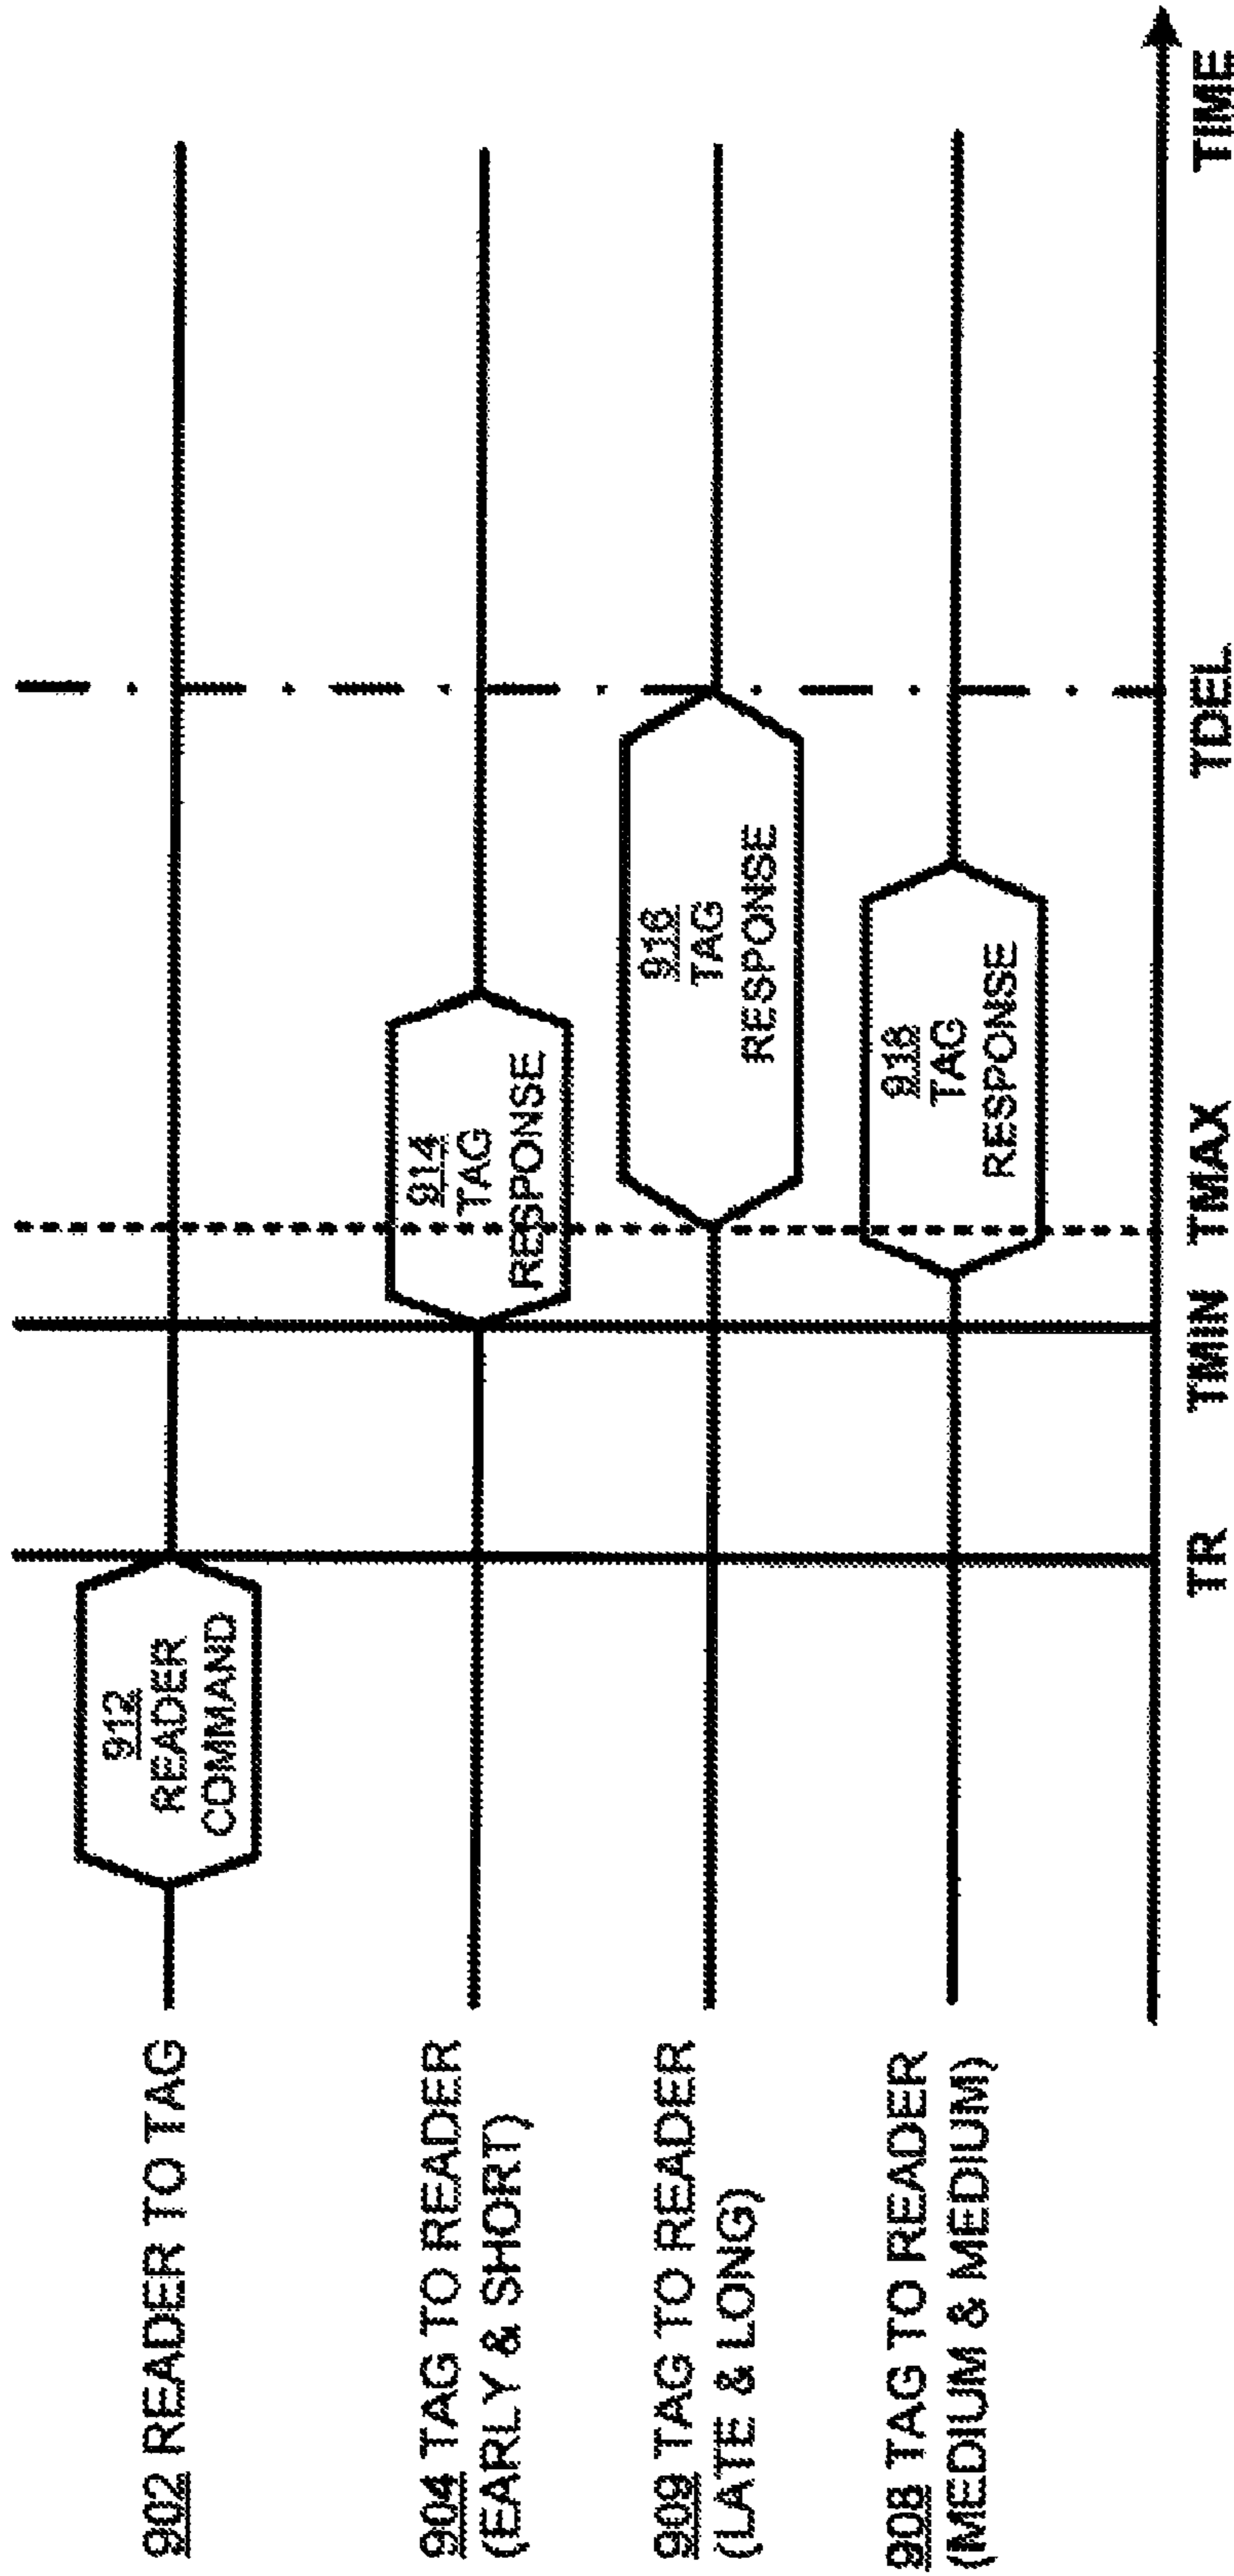 902 READER TO TAG
912
READER
COMMAND
904 TAG TO READER
(EARLY & SHORT)
914
TAG
RESPONSE
909 TAG TO READER
(LATE & LONG)
916
TAG
RESPONSE
908 TAG TO READER
(MEDIUM & MEDIUM)
918
TAG
RESPONSE
TR TMIN TMAX TDEL TIME